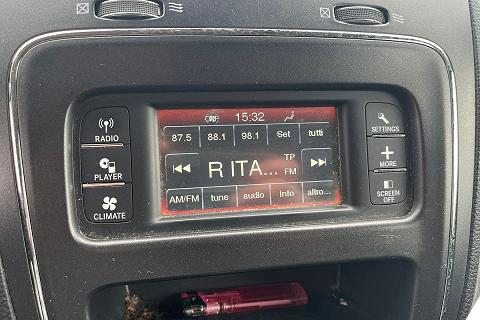 15:32
87.5 88.1 98.1 Set tutti
R ITA... TP
FM
AM/FM tune audio Info altro...
RADIO
PLAYER
CLIMATE
SETTINGS
MORE
SCREEN
OFF